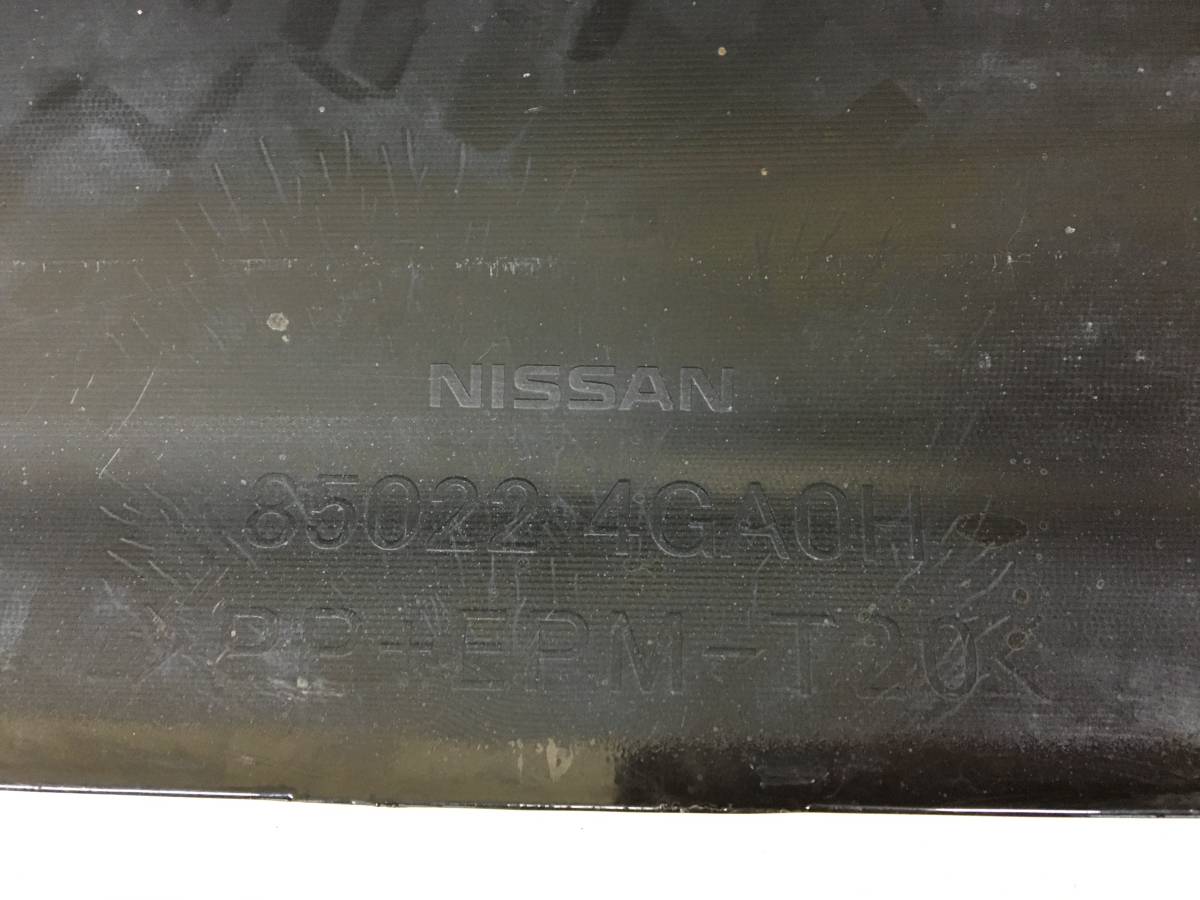 NISSAN
85022 4GA0H
>PP+EPM-T20<